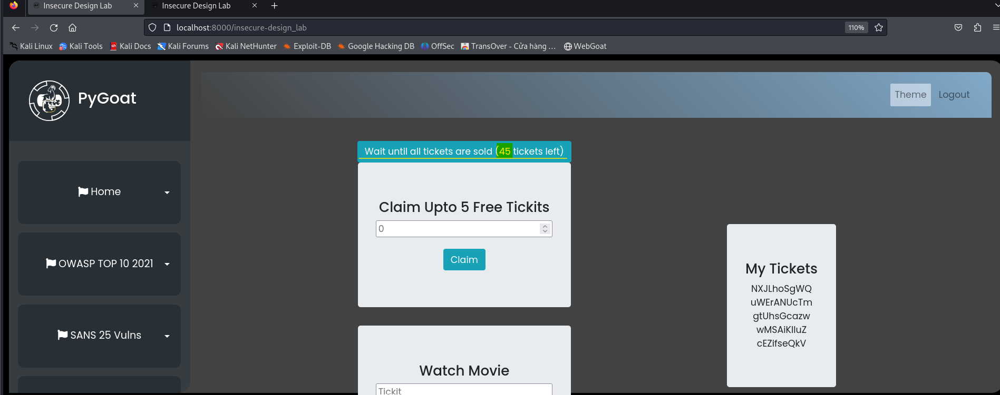 Insecure Design Lab
Insecure Design Lab
localhost:8000/insecure-design_lab
110%
Kali Linux
Kali Tools
Kali Docs
Kali Forums
Kali NetHunter
Exploit-DB
Google Hacking DB
OffSec
TransOver - Cửa hàng ...
WebGoat
PyGoat
Theme
Logout
Home
OWASP TOP 10 2021
SANS 25 Vulns
Wait until all tickets are sold (45 tickets left)
Claim Upto 5 Free Tickits
0
Claim
Watch Movie
Tickit
My Tickets
NXJLhoSgWQ
uWErANUcTm
gtUhsGcazw
cEZifseQkV